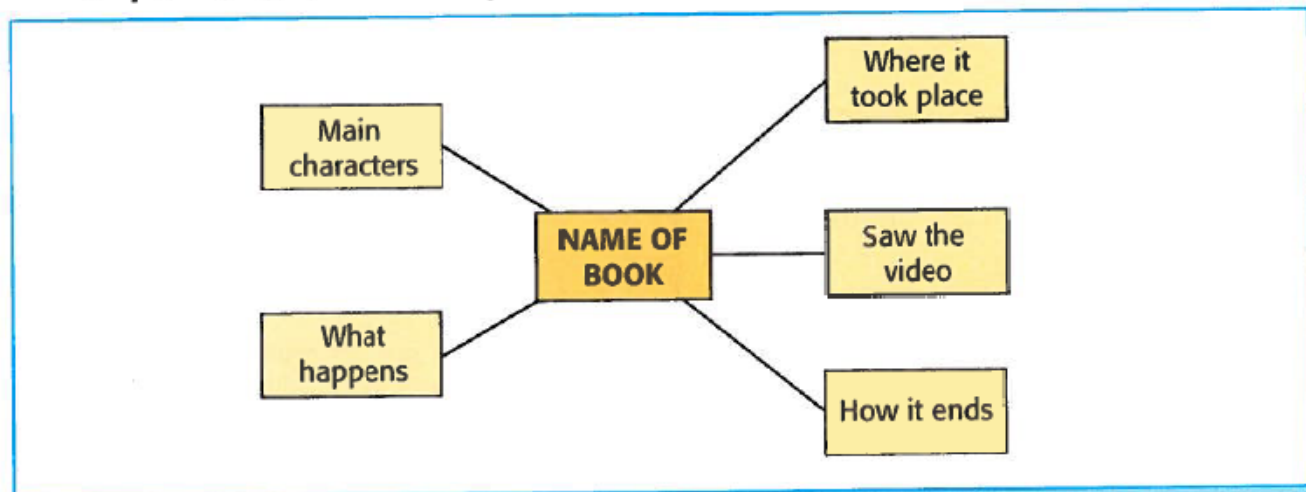 Where it
took place
Main
characters
NAME OF
BOOK
Saw the
video
What
happens
How it ends